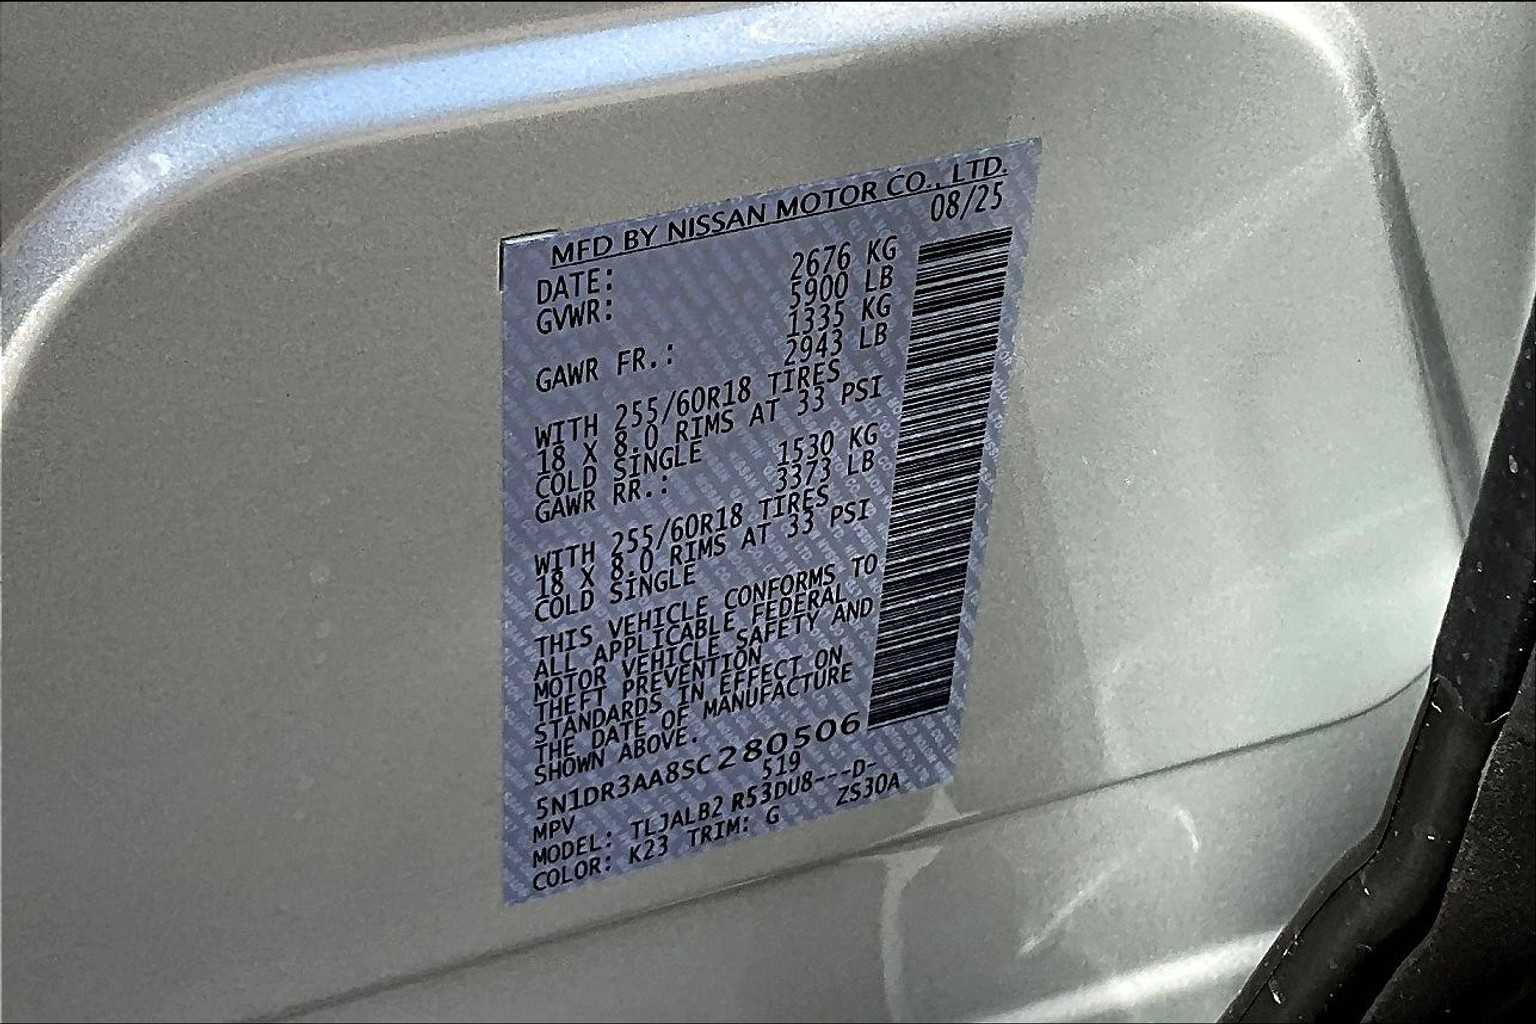 MFD BY NISSAN MOTOR CO., LTD.
DATE: 08/25
GVWR: 2676 KG
5900 LB
GAWR FR.: 1335 KG
2943 LB
WITH 255/60R18 TIRES
18 X 8.0 RIMS AT 33 PSI
COLD SINGLE
GAWR RR.: 1530 KG
3373 LB
WITH 255/60R18 TIRES
18 X 8.0 RIMS AT 33 PSI
COLD SINGLE
THIS VEHICLE CONFORMS TO
ALL APPLICABLE FEDERAL
MOTOR VEHICLE SAFETY AND
THEFT PREVENTION
STANDARDS IN EFFECT ON
THE DATE OF MANUFACTURE
SHOWN ABOVE.
5N1DR3AA8SC280506
MPV 519
MODEL: TLJALB2 R53DU8---D-
COLOR: K23 TRIM: G ZS30A